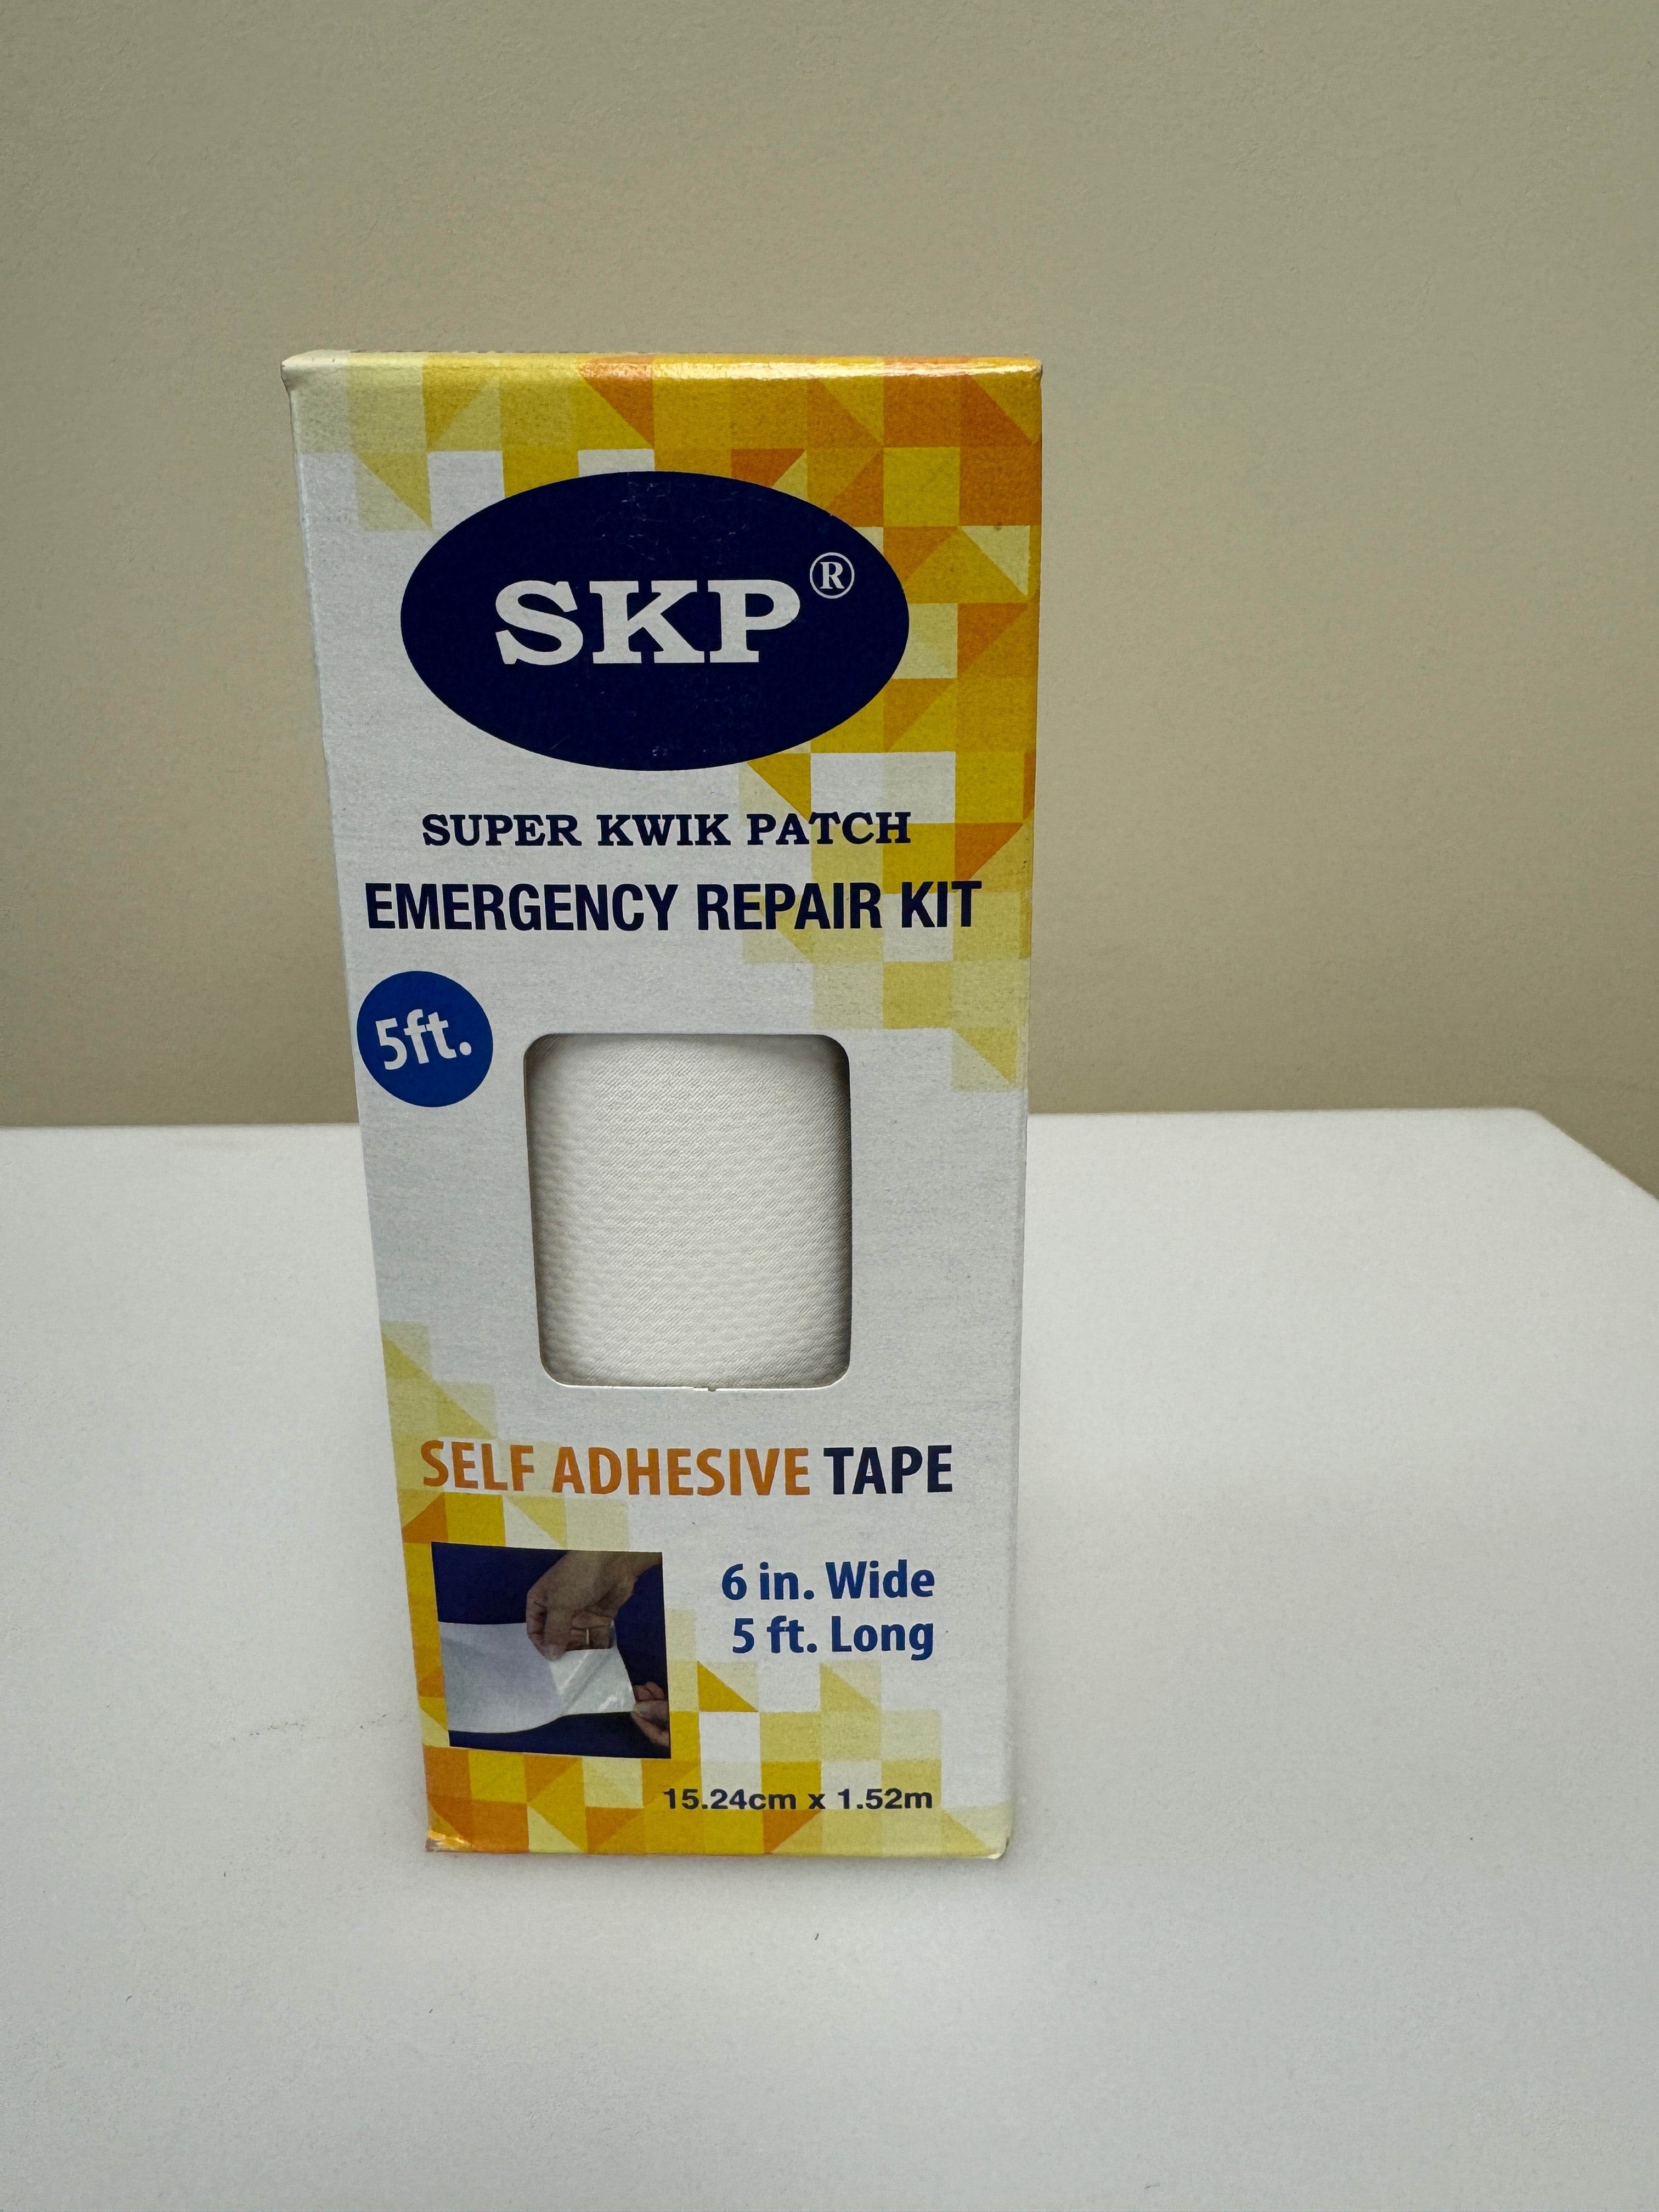 SKP®
SUPER KWIK PATCH
EMERGENCY REPAIR KIT
5ft.
SELF ADHESIVE TAPE
6 in. Wide
5 ft. Long
15.24cm x 1.52m